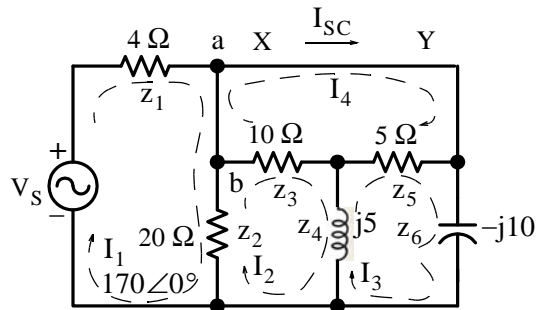 4 Ω a X I_SC Y
z_1 I_4
10 Ω 5 Ω
+ b z_3 z_5
V_S z_4 j5 z_6 −j10
− 20 Ω z_2
I_1 I_2 I_3
170∠0°